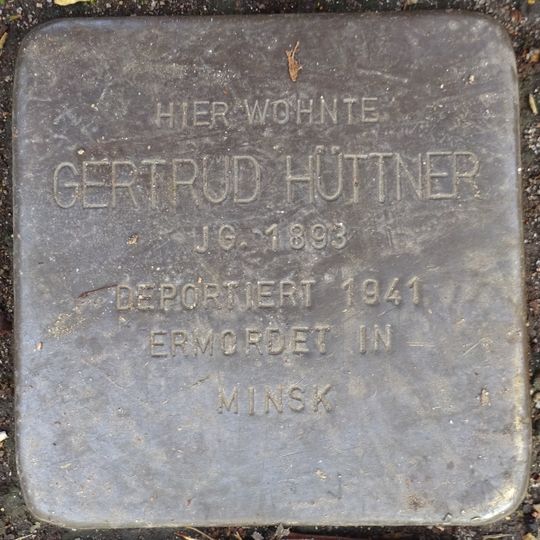 HIER WOHNTE
GERTRUD HÜTTNER
JG. 1893
DEPORTIERT 1941
ERMORDET IN
MINSK